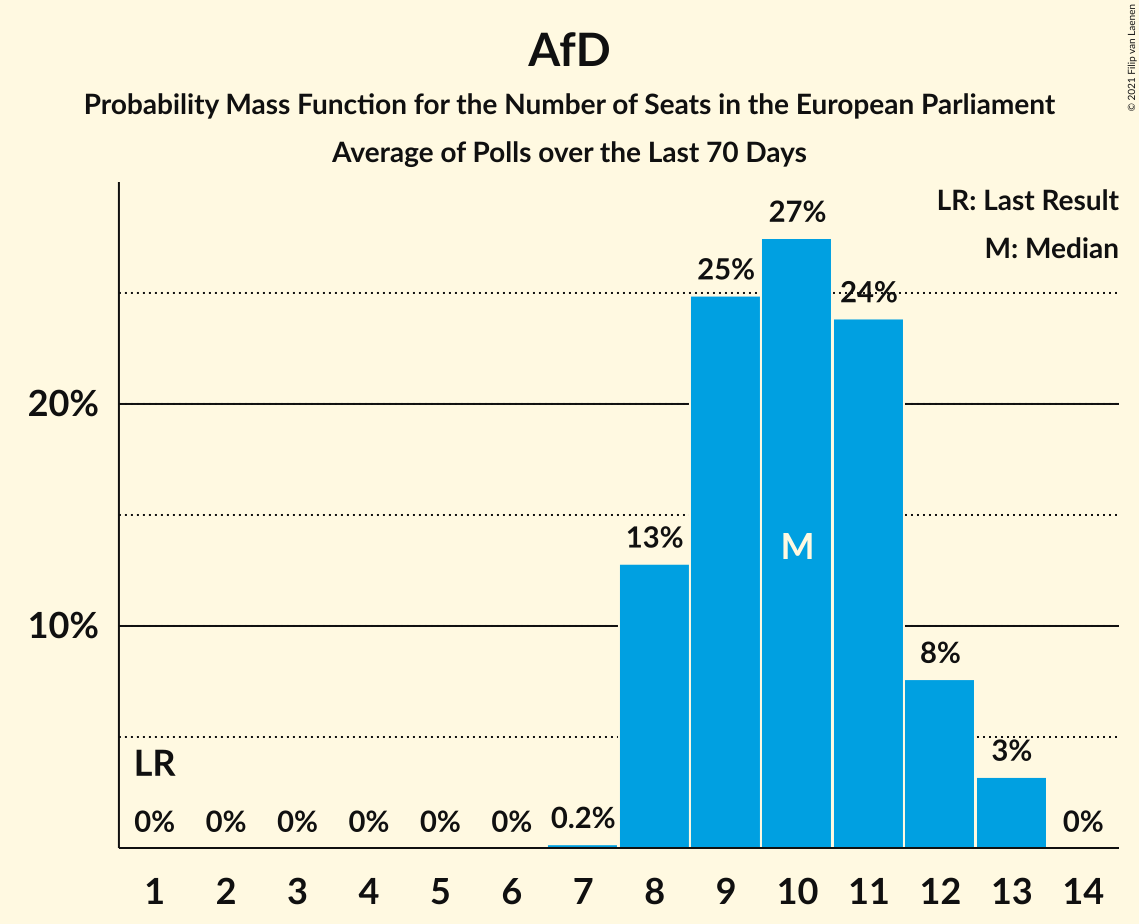 AfD
Probability Mass Function for the Number of Seats in the European Parliament
Average of Polls over the Last 70 Days
© 2021 Filip van Laenen
LR: Last Result
M: Median
27%
25%
24%
20%
13%
M
10%
8%
LR
3%
0% 0% 0% 0% 0% 0% 0.2% 0%
1 2 3 4 5 6 7 8 9 10 11 12 13 14